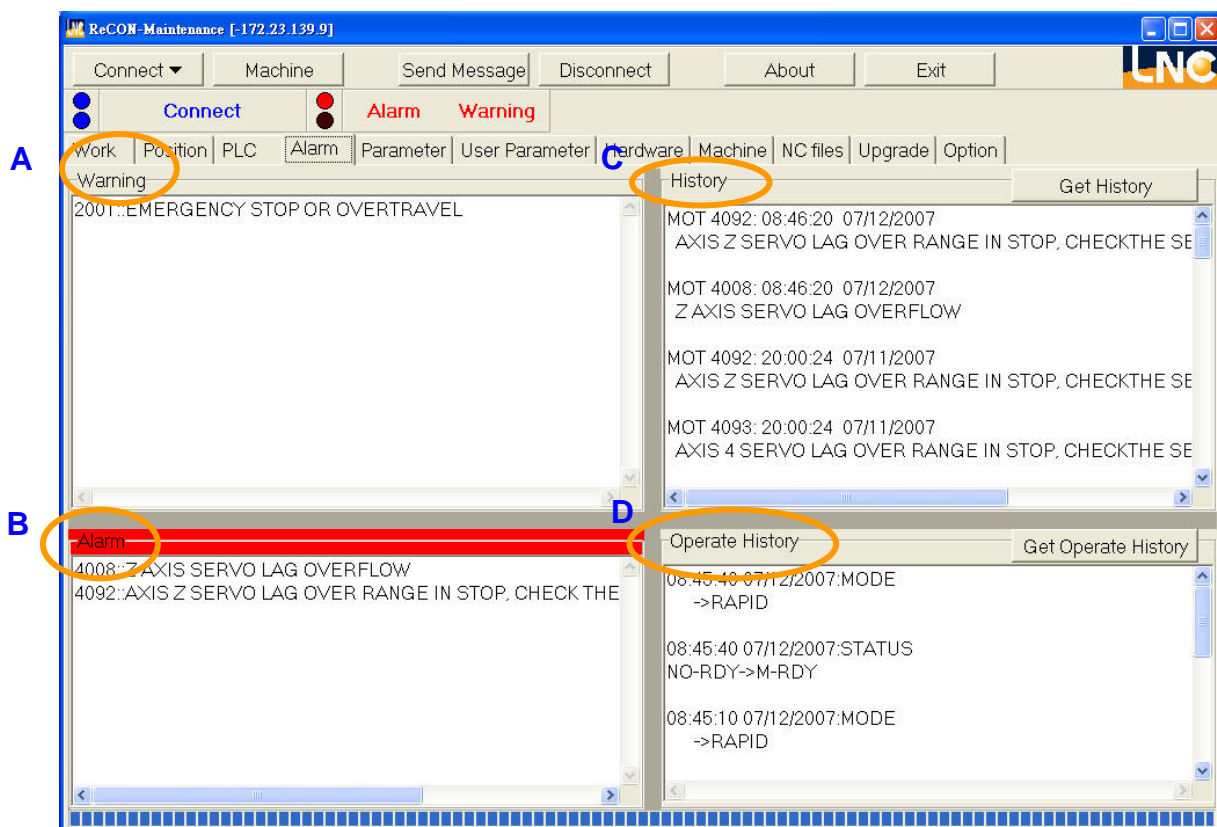 ReCON-Maintenance [-172.23.139.9]
Connect Machine Send Message Disconnect About Exit
LNC
Connect Alarm Warning
Work Position PLC Alarm Parameter User Parameter Hardware Machine NC files Upgrade Option
A
Warning
2001::EMERGENCY STOP OR OVERTRAVEL
C
History
Get History
MOT 4092: 08:46:20 07/12/2007
AXIS Z SERVO LAG OVER RANGE IN STOP, CHECKTHE SE
MOT 4008: 08:46:20 07/12/2007
Z AXIS SERVO LAG OVERFLOW
MOT 4092: 20:00:24 07/11/2007
AXIS Z SERVO LAG OVER RANGE IN STOP, CHECKTHE SE
MOT 4093: 20:00:24 07/11/2007
AXIS 4 SERVO LAG OVER RANGE IN STOP, CHECKTHE SE
B
Alarm
4008::Z AXIS SERVO LAG OVERFLOW
4092::AXIS Z SERVO LAG OVER RANGE IN STOP, CHECK THE
D
Operate History
Get Operate History
08:45:40 07/12/2007:MODE
->RAPID
08:45:40 07/12/2007:STATUS
NO-RDY->M-RDY
08:45:10 07/12/2007:MODE
->RAPID